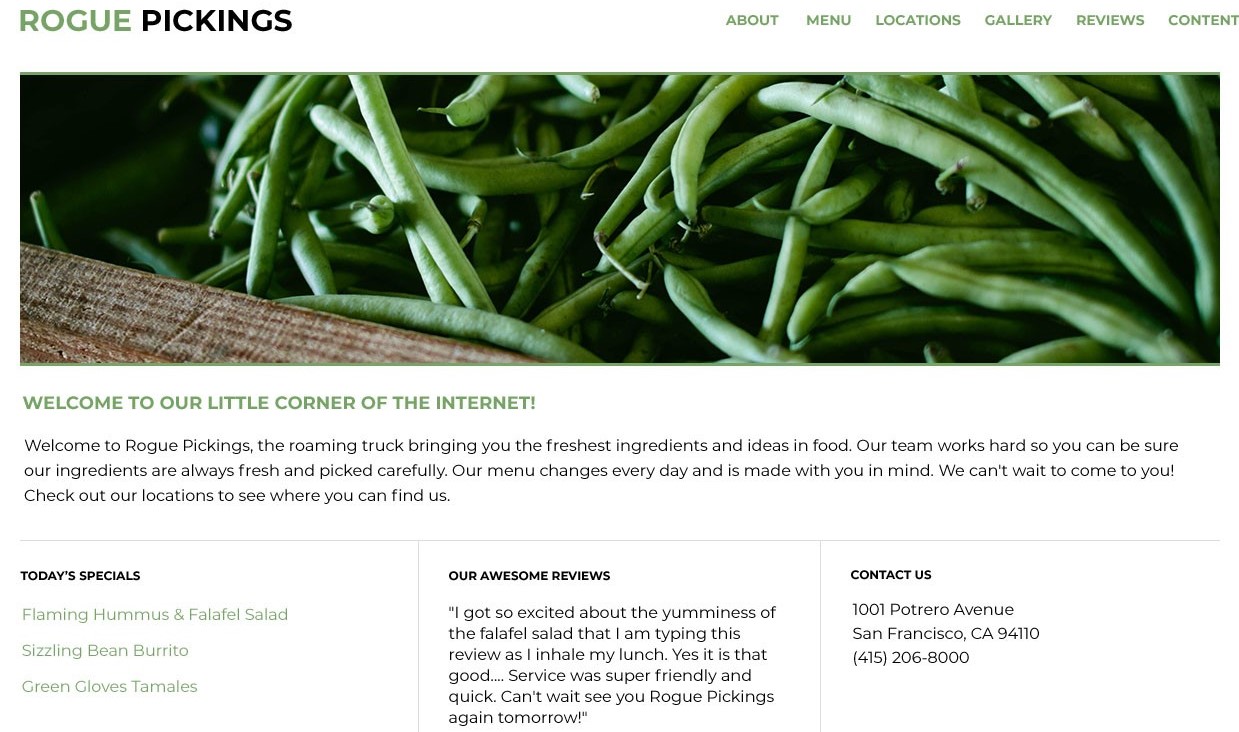 ROGUE PICKINGS
ABOUT MENU LOCATIONS GALLERY REVIEWS CONTENT
WELCOME TO OUR LITTLE CORNER OF THE INTERNET!
Welcome to Rogue Pickings, the roaming truck bringing you the freshest ingredients and ideas in food. Our team works hard so you can be sure
our ingredients are always fresh and picked carefully. Our menu changes every day and is made with you in mind. We can't wait to come to you!
Check out our locations to see where you can find us.
TODAY'S SPECIALS
Flaming Hummus & Falafel Salad
Sizzling Bean Burrito
Green Gloves Tamales
OUR AWESOME REVIEWS
"I got so excited about the yumminess of
the falafel salad that I am typing this
review as I inhale my lunch. Yes it is that
good.... Service was super friendly and
quick. Can't wait see you Rogue Pickings
again tomorrow!"
CONTACT US
1001 Potrero Avenue
San Francisco, CA 94110
(415) 206-8000